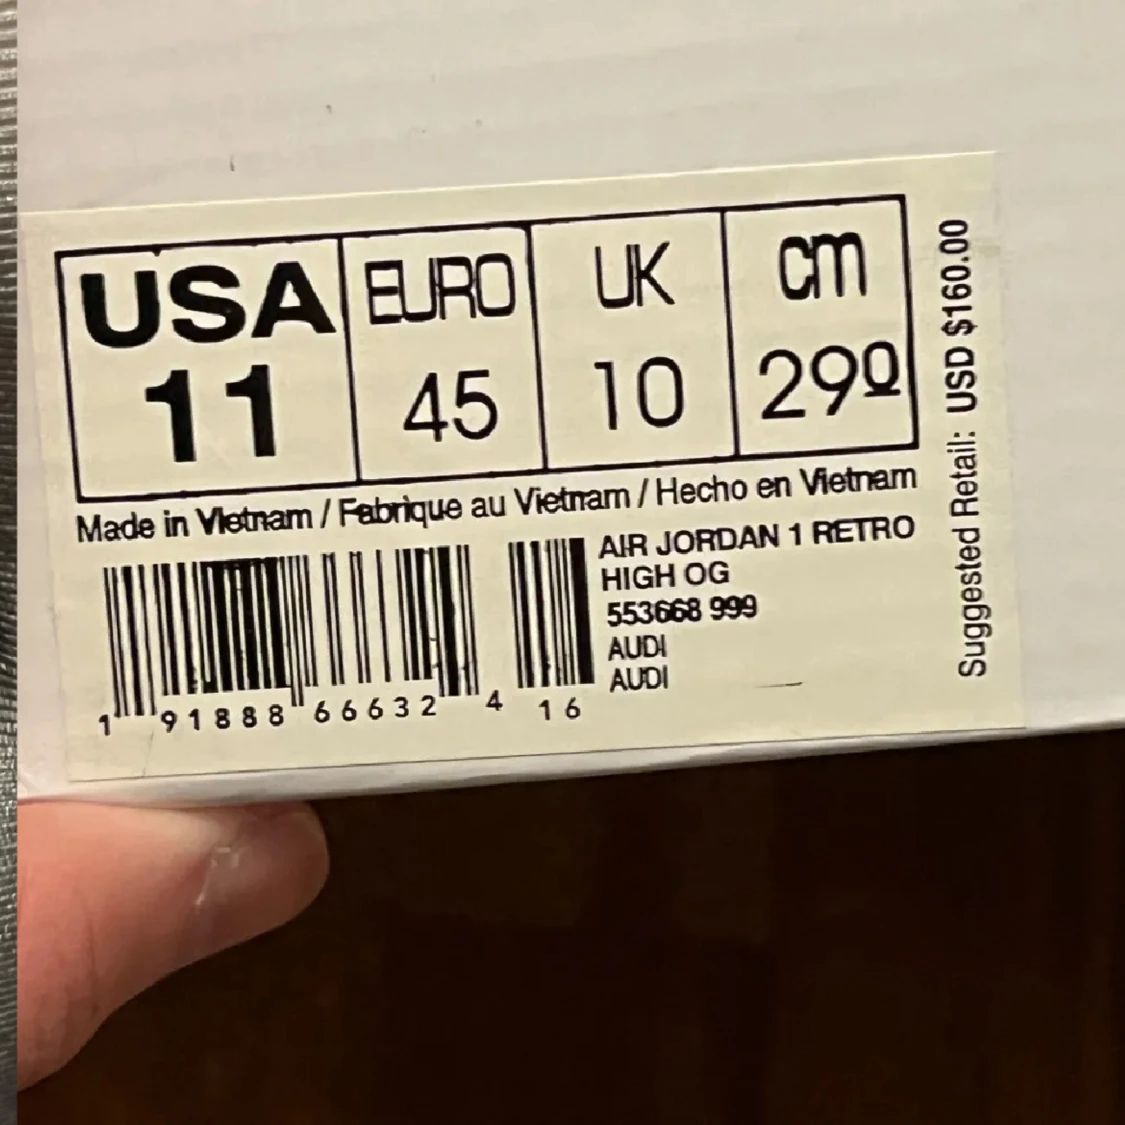 USA EURO UK cm
11 45 10 29º
Made in Vietnam / Fabrique au Vietnam / Hecho en Vietnam
AIR JORDAN 1 RETRO
HIGH OG
553668 999
AUDI
AUDI
1 91888 66632 4 16
Suggested Retail: USD $160.00